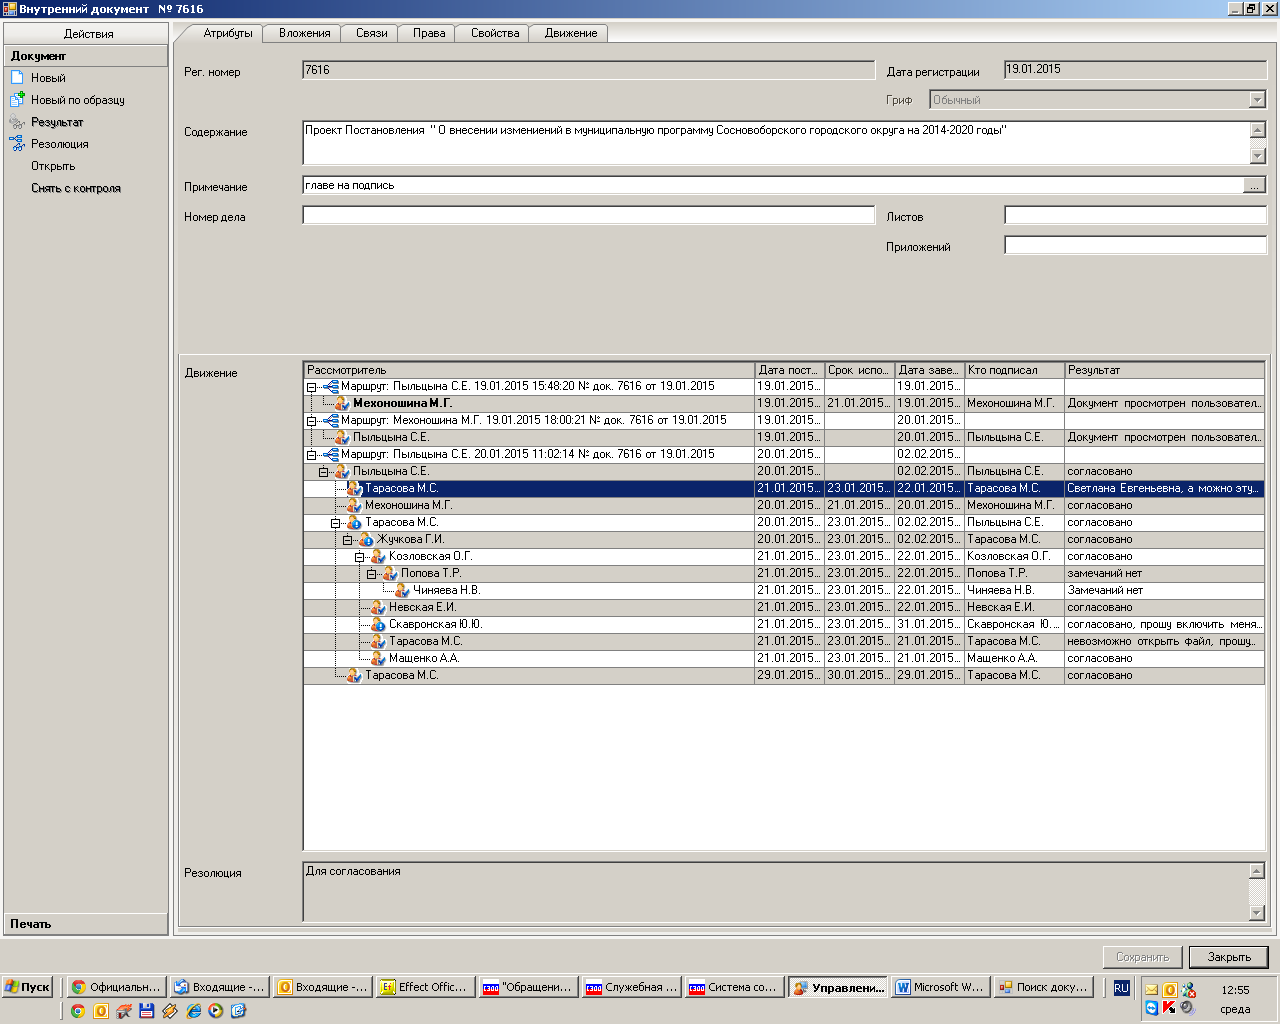 Внутренний документ № 7616
Действия
Документ
Новый
Новый по образцу
Результат
Резолюция
Открыть
Снять с контроля
Печать
Атрибуты Вложения Связи Права Свойства Движение
Рег. номер 7616 Дата регистрации 19.01.2015
Гриф Обычный
Содержание Проект Постановления " О внесении измениений в муниципальную программу Сосновоборского городского округа на 2014-2020 годы"
Примечание главе на подпись ...
Номер дела Листов
Приложений
Движение
Рассмотритель Дата пост... Срок испо... Дата заве... Кто подписал Результат
Маршрут: Пыльцына С.Е. 19.01.2015 15:48:20 № док. 7616 от 19.01.2015 19.01.2015... 19.01.2015...
Мехоношина М.Г. 19.01.2015... 21.01.2015... 19.01.2015... Мехоношина М.Г. Документ просмотрен пользовател...
Маршрут: Мехоношина М.Г. 19.01.2015 18:00:21 № док. 7616 от 19.01.2015 19.01.2015... 20.01.2015...
Пыльцына С.Е. 19.01.2015... 20.01.2015... Пыльцына С.Е. Документ просмотрен пользовател...
Маршрут: Пыльцына С.Е. 20.01.2015 11:02:14 № док. 7616 от 19.01.2015 20.01.2015... 02.02.2015...
Пыльцына С.Е. 20.01.2015... 02.02.2015... Пыльцына С.Е. согласовано
Тарасова М.С. 21.01.2015... 23.01.2015... 22.01.2015... Тарасова М.С. Светлана Евгеньевна, а можно эту...
Мехоношина М.Г. 20.01.2015... 21.01.2015... 20.01.2015... Мехоношина М.Г. согласовано
Тарасова М.С. 20.01.2015... 23.01.2015... 02.02.2015... Пыльцына С.Е. согласовано
Жучкова Г.И. 20.01.2015... 23.01.2015... 02.02.2015... Тарасова М.С. согласовано
Козловская О.Г. 21.01.2015... 23.01.2015... 22.01.2015... Козловская О.Г. согласовано
Попова Т.Р. 21.01.2015... 23.01.2015... 22.01.2015... Попова Т.Р. замечаний нет
Чиняева Н.В. 21.01.2015... 23.01.2015... 22.01.2015... Чиняева Н.В. Замечаний нет
Невская Е.И. 21.01.2015... 23.01.2015... 22.01.2015... Невская Е.И. согласовано
Скавронская Ю.Ю. 21.01.2015... 23.01.2015... 31.01.2015... Скавронская Ю.... согласовано, прошу включить меня...
Тарасова М.С. 21.01.2015... 23.01.2015... 21.01.2015... Тарасова М.С. невозможно открыть файл, прошу...
Мащенко А.А. 21.01.2015... 23.01.2015... 21.01.2015... Мащенко А.А. согласовано
Тарасова М.С. 29.01.2015... 30.01.2015... 29.01.2015... Тарасова М.С. согласовано
Резолюция Для согласования
Сохранить Закрыть
Пуск Официальн... Входящие -... Входящие -... Effect Offic... "Обращени... Служебная ... Система со... Управлени... Microsoft W... Поиск доку... RU 12:55
среда